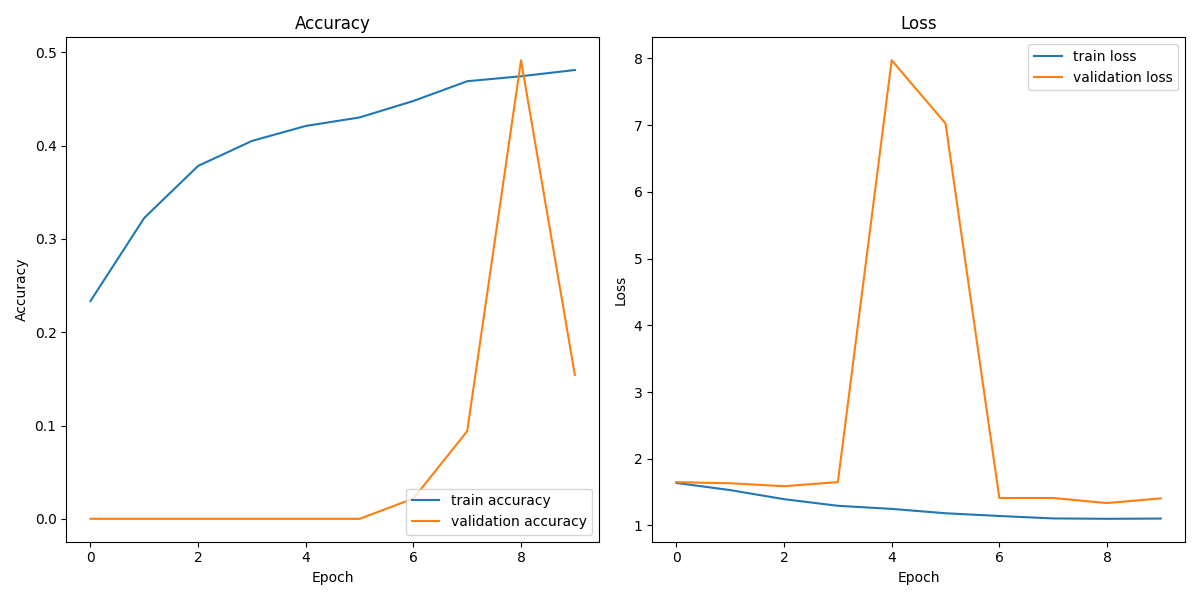 Accuracy
0.5
0.4
0.3
0.2
0.1
0.0
Accuracy
0
2
4
6
8
Epoch
train accuracy
validation accuracy
Loss
8
7
6
5
4
3
2
1
Loss
0
2
4
6
8
Epoch
train loss
validation loss